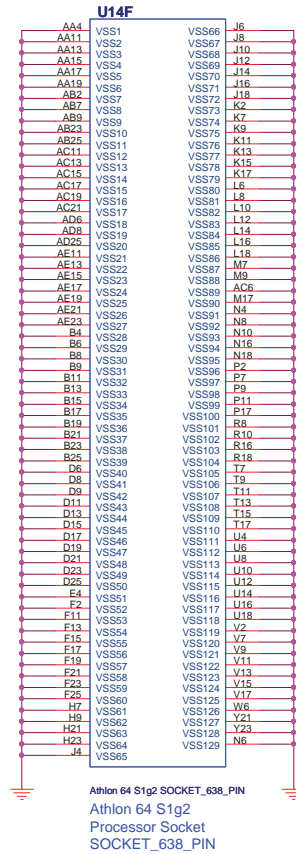 U14F
AA4 VSS1 VSS66 J6
AA11 VSS2 VSS67 J8
AA13 VSS3 VSS68 J10
AA15 VSS4 VSS69 J12
AA17 VSS5 VSS70 J14
AA19 VSS6 VSS71 J16
AB2 VSS7 VSS72 J18
AB7 VSS8 VSS73 K2
AB9 VSS9 VSS74 K7
AB23 VSS10 VSS75 K9
AB25 VSS11 VSS76 K11
AC11 VSS12 VSS77 K13
AC13 VSS13 VSS78 K15
AC15 VSS14 VSS79 K17
AC17 VSS15 VSS80 L6
AC19 VSS16 VSS81 L8
AC21 VSS17 VSS82 L10
AD6 VSS18 VSS83 L12
AD8 VSS19 VSS84 L14
AD25 VSS20 VSS85 L16
AE11 VSS21 VSS86 L18
AE13 VSS22 VSS87 M7
AE15 VSS23 VSS88 M9
AE17 VSS24 VSS89 AC6
AE19 VSS25 VSS90 M17
AE21 VSS26 VSS91 N4
AE23 VSS27 VSS92 N8
B4 VSS28 VSS93 N10
B6 VSS29 VSS94 N16
B8 VSS30 VSS95 N18
B9 VSS31 VSS96 P2
B11 VSS32 VSS97 P7
B13 VSS33 VSS98 P9
B15 VSS34 VSS99 P11
B17 VSS35 VSS100 P17
B19 VSS36 VSS101 R8
B21 VSS37 VSS102 R10
B23 VSS38 VSS103 R16
B25 VSS39 VSS104 R18
D6 VSS40 VSS105 T7
D8 VSS41 VSS106 T9
D9 VSS42 VSS107 T11
D11 VSS43 VSS108 T13
D13 VSS44 VSS109 T15
D15 VSS45 VSS110 T17
D17 VSS46 VSS111 U4
D19 VSS47 VSS112 U6
D21 VSS48 VSS113 U8
D23 VSS49 VSS114 U10
D25 VSS50 VSS115 U12
E4 VSS51 VSS116 U14
F2 VSS52 VSS117 U16
F11 VSS53 VSS118 U18
F13 VSS54 VSS119 V2
F15 VSS55 VSS120 V7
F17 VSS56 VSS121 V9
F19 VSS57 VSS122 V11
F21 VSS58 VSS123 V13
F23 VSS59 VSS124 V15
F25 VSS60 VSS125 V17
H7 VSS61 VSS126 W6
H9 VSS62 VSS127 Y21
H21 VSS63 VSS128 Y23
H23 VSS64 VSS129 N6
J4 VSS65
Athlon 64 S1g2 SOCKET_638_PIN
Athlon 64 S1g2
Processor Socket
SOCKET_638_PIN